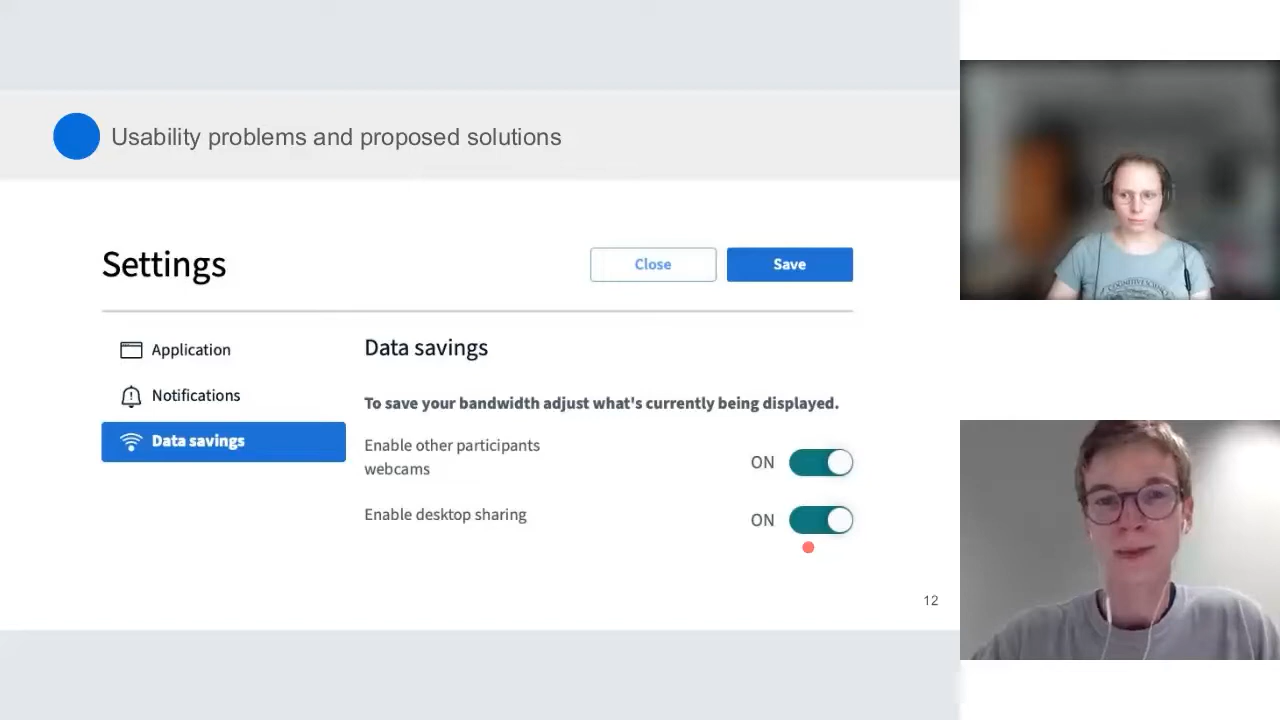 Usability problems and proposed solutions
Settings
Close
Save
Application
Notifications
Data savings
Data savings
To save your bandwidth adjust what's currently being displayed.
Enable other participants
webcams
ON
Enable desktop sharing
ON
12